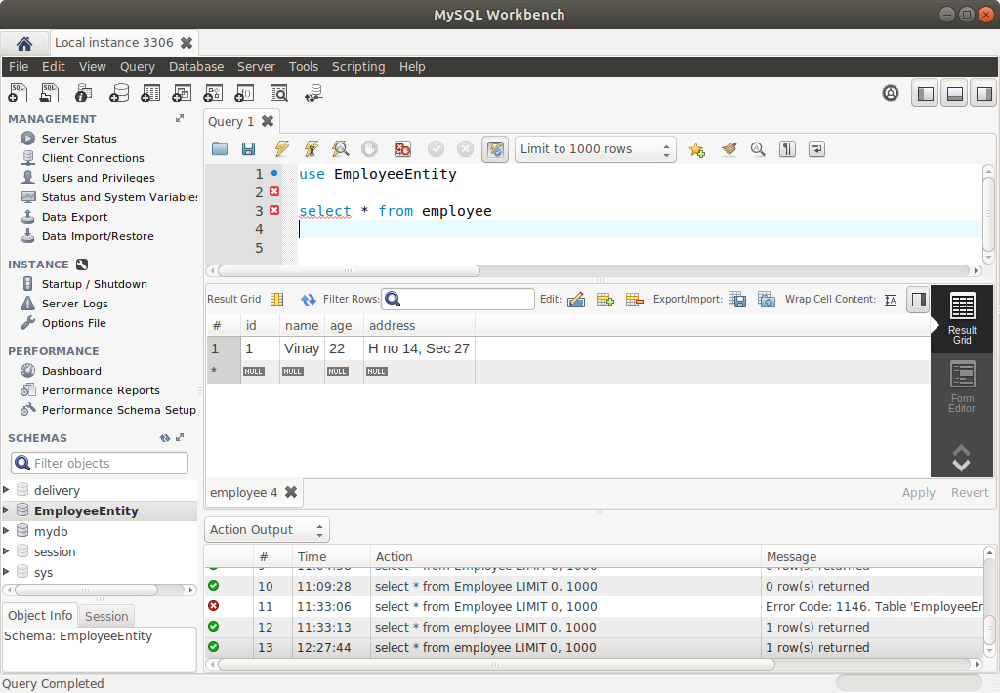 MySQL Workbench
Local instance 3306
File Edit View Query Database Server Tools Scripting Help
MANAGEMENT
Server Status
Client Connections
Users and Privileges
Status and System Variables
Data Export
Data Import/Restore
INSTANCE
Startup / Shutdown
Server Logs
Options File
PERFORMANCE
Dashboard
Performance Reports
Performance Schema Setup
SCHEMAS
Filter objects
delivery
EmployeeEntity
mydb
session
sys
Object Info Session
Schema: EmployeeEntity
Query 1
Limit to 1000 rows
1 use EmployeeEntity
2
3 select * from employee
4
5
Result Grid Filter Rows: Edit: Export/Import: Wrap Cell Content: IA
# id name age address
1 1 Vinay 22 H no 14, Sec 27
* NULL NULL NULL NULL
Result
Grid
Form
Editor
employee 4 Apply Revert
Action Output
# Time Action Message
9 11:04:38 select * from Employee LIMIT 0, 1000 0 row(s) returned
10 11:09:28 select * from Employee LIMIT 0, 1000 0 row(s) returned
11 11:33:06 select * from Employee LIMIT 0, 1000 Error Code: 1146. Table 'EmployeeEn
12 11:33:13 select * from employee LIMIT 0, 1000 1 row(s) returned
13 12:27:44 select * from employee LIMIT 0, 1000 1 row(s) returned
Query Completed